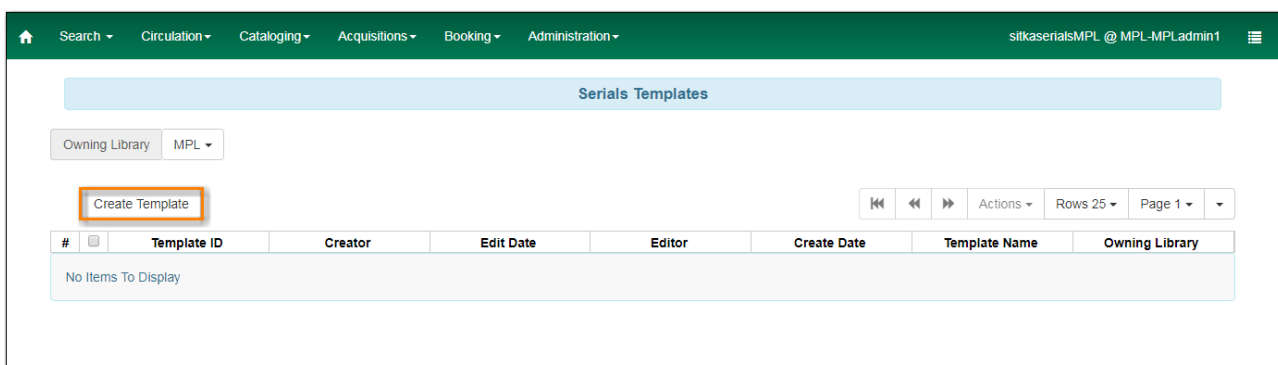 Search Circulation Cataloging Acquisitions Booking Administration sitkaserialsMPL @ MPL-MPLadmin1
Serials Templates
Owning Library MPL
Create Template Actions Rows 25 Page 1
# Template ID Creator Edit Date Editor Create Date Template Name Owning Library
No Items To Display